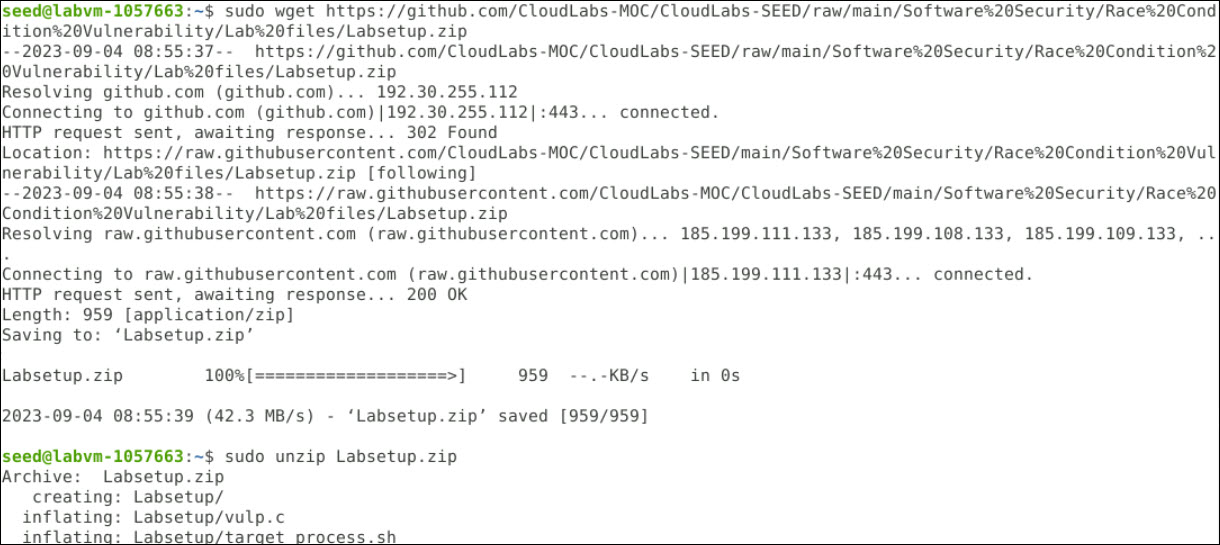 seed@labvm-1057663:~$ sudo wget https://github.com/CloudLabs-MOC/CloudLabs-SEED/raw/main/Software%20Security/Race%20Cond
ition%20Vulnerability/Lab%20files/Labsetup.zip
--2023-09-04 08:55:37--  https://github.com/CloudLabs-MOC/CloudLabs-SEED/raw/main/Software%20Security/Race%20Condition%2
0Vulnerability/Lab%20files/Labsetup.zip
Resolving github.com (github.com)... 192.30.255.112
Connecting to github.com (github.com)|192.30.255.112|:443... connected.
HTTP request sent, awaiting response... 302 Found
Location: https://raw.githubusercontent.com/CloudLabs-MOC/CloudLabs-SEED/main/Software%20Security/Race%20Condition%20Vul
nerability/Lab%20files/Labsetup.zip [following]
--2023-09-04 08:55:38--  https://raw.githubusercontent.com/CloudLabs-MOC/CloudLabs-SEED/main/Software%20Security/Race%20
Condition%20Vulnerability/Lab%20files/Labsetup.zip
Resolving raw.githubusercontent.com (raw.githubusercontent.com)... 185.199.111.133, 185.199.108.133, 185.199.109.133, ..
.
Connecting to raw.githubusercontent.com (raw.githubusercontent.com)|185.199.111.133|:443... connected.
HTTP request sent, awaiting response... 200 OK
Length: 959 [application/zip]
Saving to: ‘Labsetup.zip’
Labsetup.zip        100%[===================>]     959  --.-KB/s    in 0s
2023-09-04 08:55:39 (42.3 MB/s) - ‘Labsetup.zip’ saved [959/959]
seed@labvm-1057663:~$ sudo unzip Labsetup.zip
Archive:  Labsetup.zip
   creating: Labsetup/
  inflating: Labsetup/vulp.c
  inflating: Labsetup/target_process.sh